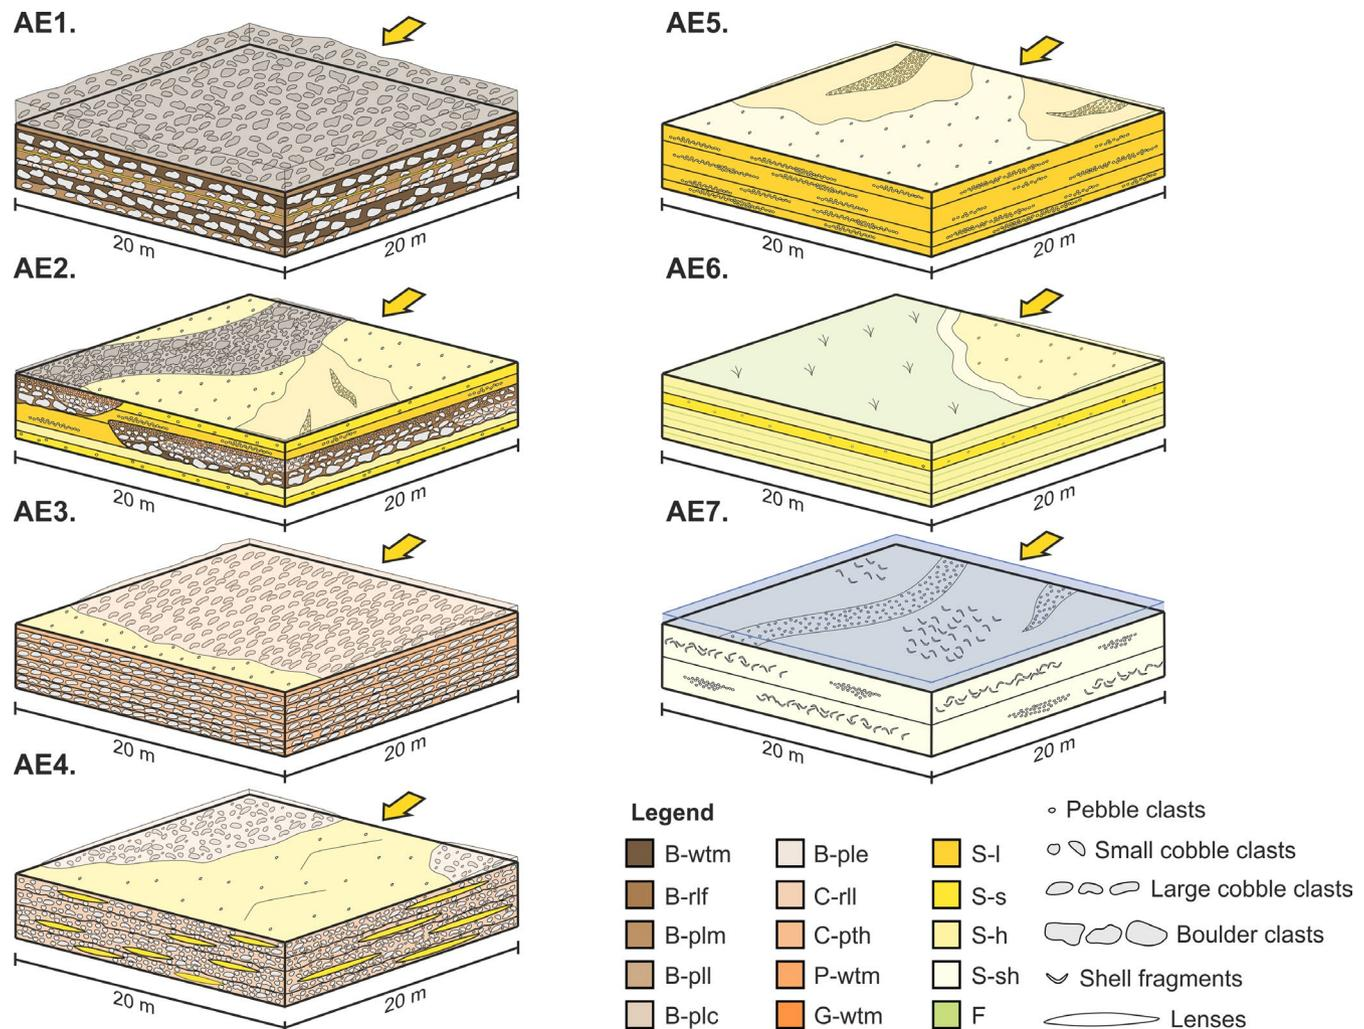 AE1.
20 m
20 m
AE2.
20 m
20 m
AE3.
20 m
20 m
AE4.
20 m
20 m
AE5.
20 m
20 m
AE6.
20 m
20 m
AE7.
20 m
20 m
Legend
B-wtm
B-rlf
B-plm
B-pll
B-plc
B-ple
C-rll
C-pth
P-wtm
G-wtm
S-l
S-s
S-h
S-sh
F
Pebble clasts
Small cobble clasts
Large cobble clasts
Boulder clasts
Shell fragments
Lenses